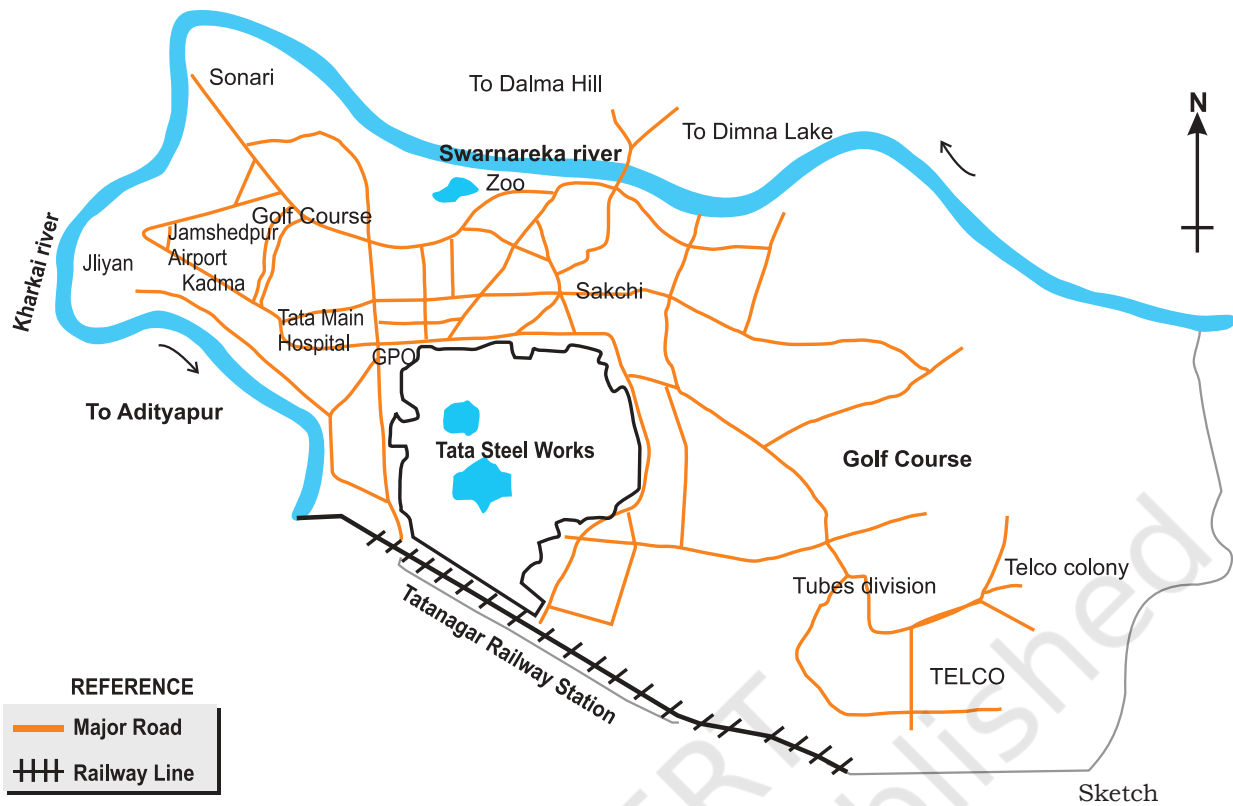 Sonari
To Dalma Hill
N
To Dimna Lake
Swarnareka river
Zoo
Golf Course
Jamshedpur
Airport
Kadma
Jliyan
Kharkai river
Sakchi
Tata Main
Hospital
GPO
To Adityapur
Tata Steel Works
Golf Course
Telco colony
Tubes division
TELCO
Tatanagar Railway Station
REFERENCE
Major Road
Railway Line
Sketch